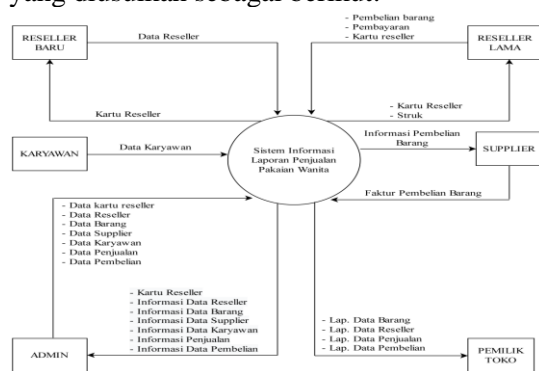 yang diusulkan sebagai berikut:
RESELLER
BARU
Data Reseller
Kartu Reseller
- Pembelian barang
- Pembayaran
- Kartu reseller
RESELLER
LAMA
- Kartu Reseller
- Struk
KARYAWAN
Data Karyawan
Sistem Informasi
Laporan Penjualan
Pakaian Wanita
Informasi Pembelian
Barang
SUPPLIER
Faktur Pembelian Barang
- Data kartu reseller
- Data Reseller
- Data Barang
- Data Supplier
- Data Karyawan
- Data Penjualan
- Data Pembelian
- Kartu Reseller
- Informasi Data Reseller
- Informasi Data Barang
- Informasi Data Supplier
- Informasi Data Karyawan
- Informasi Penjualan
- Informasi Data Pembelian
ADMIN
- Lap. Data Barang
- Lap. Data Reseller
- Lap. Data Penjualan
- Lap. Data Pembelian
PEMILIK
TOKO